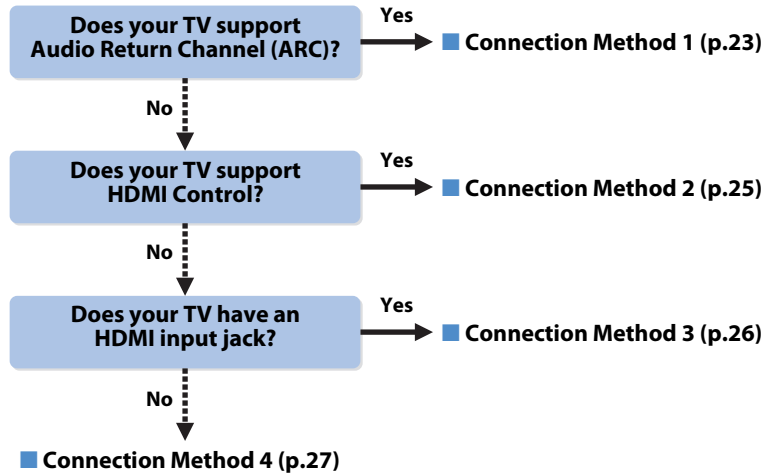 Does your TV support
Audio Return Channel (ARC)?
Yes
Connection Method 1 (p.23)
No
Does your TV support
HDMI Control?
Yes
Connection Method 2 (p.25)
No
Does your TV have an
HDMI input jack?
Yes
Connection Method 3 (p.26)
No
Connection Method 4 (p.27)